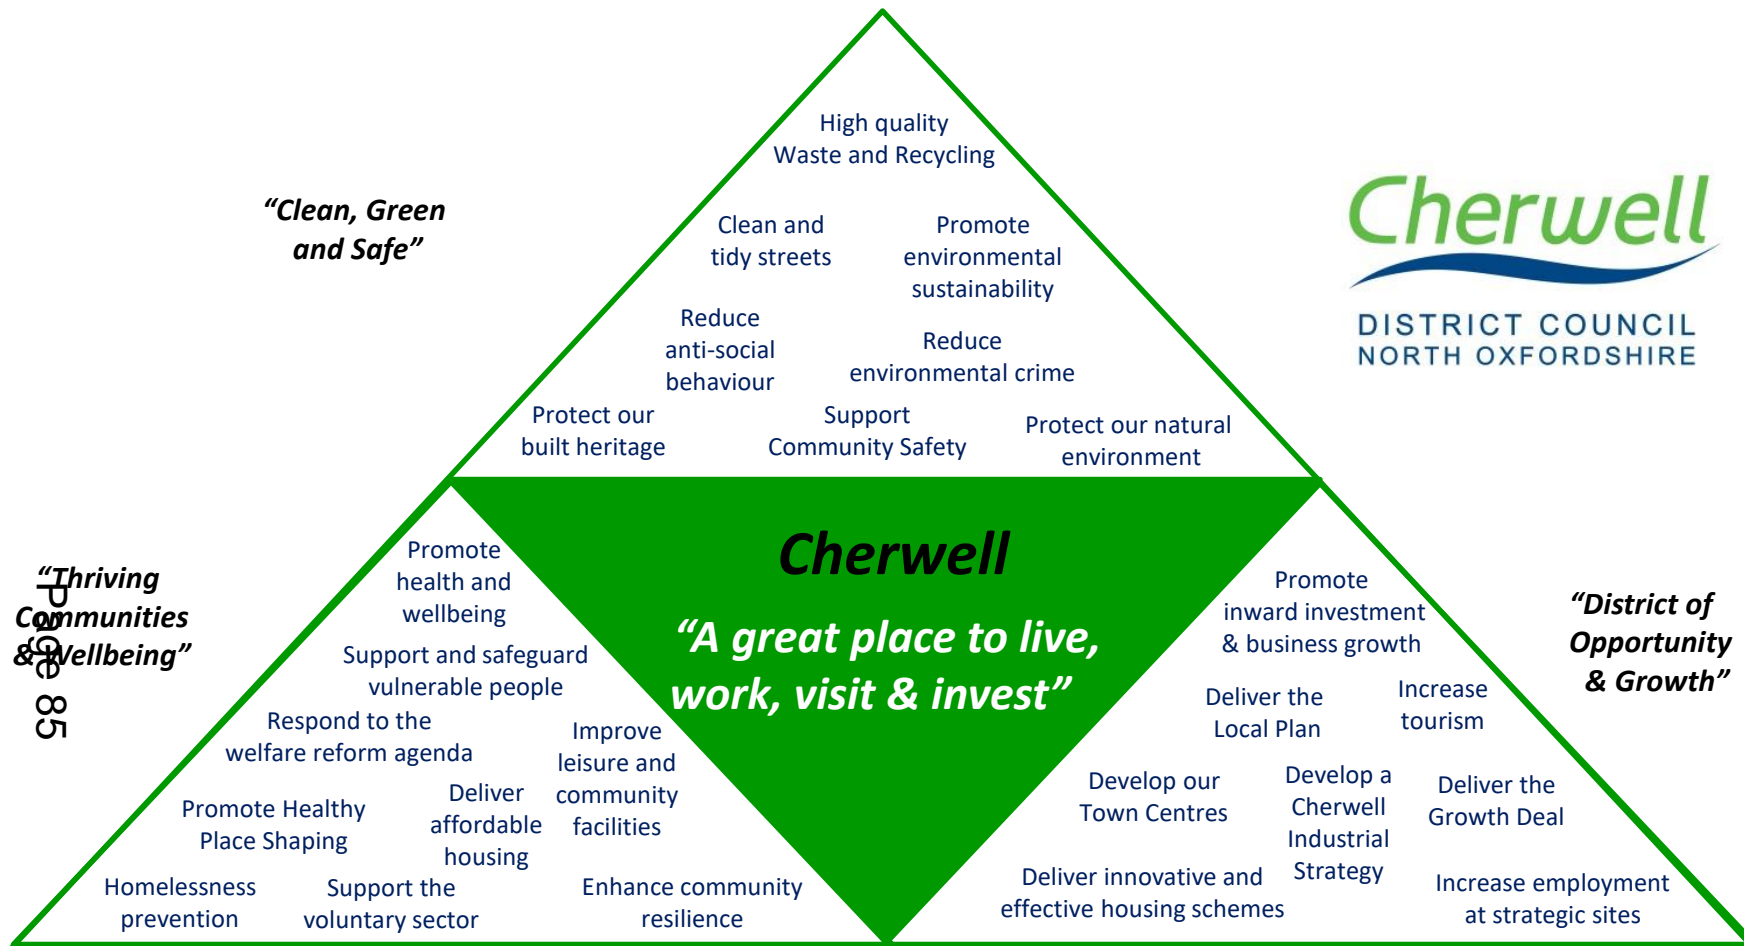 High quality
Waste and Recycling
“Clean, Green
and Safe”
Clean and
tidy streets
Promote
environmental
sustainability
Reduce
anti-social
behaviour
Reduce
environmental crime
Protect our
built heritage
Support
Community Safety
Protect our natural
environment
Cherwell
DISTRICT COUNCIL
NORTH OXFORDSHIRE
Cherwell
“A great place to live,
work, visit & invest”
“Thriving
Communities
& Wellbeing”
Page 85
Promote
health and
wellbeing
Support and safeguard
vulnerable people
Respond to the
welfare reform agenda
Improve
leisure and
community
facilities
Promote Healthy
Place Shaping
Deliver
affordable
housing
Homelessness
prevention
Support the
voluntary sector
Enhance community
resilience
“District of
Opportunity
& Growth”
Promote
inward investment
& business growth
Deliver the
Local Plan
Increase
tourism
Develop our
Town Centres
Develop a
Cherwell
Industrial
Strategy
Deliver the
Growth Deal
Deliver innovative and
effective housing schemes
Increase employment
at strategic sites